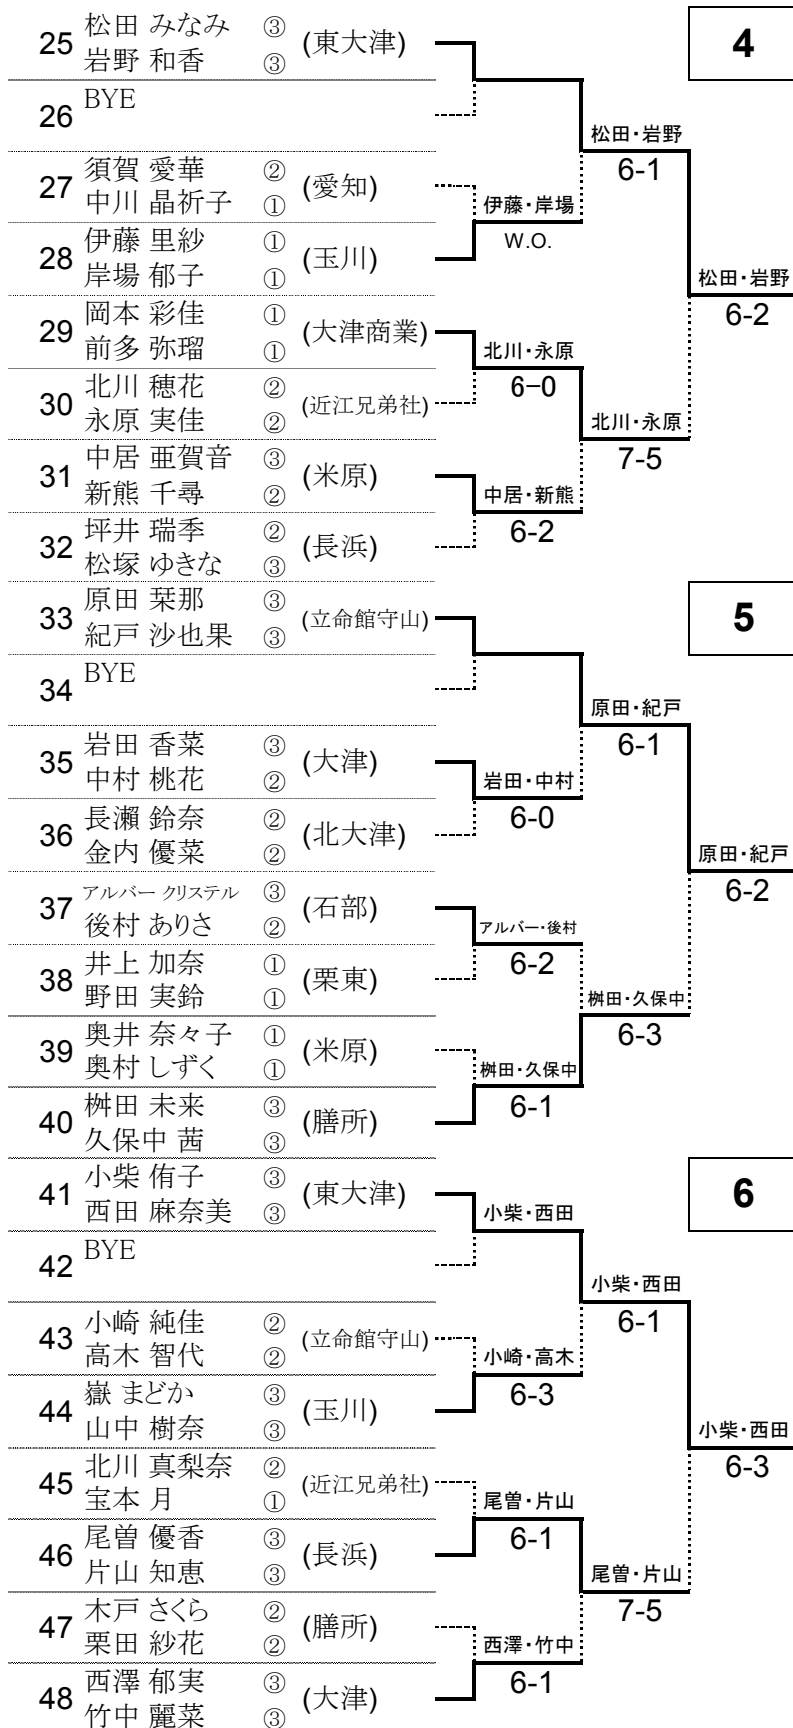 25 松田 みなみ ③ (東大津)
岩野 和香 ③
4
26 BYE
松田・岩野
6-1
27 須賀 愛華 ② (愛知)
中川 晶祈子 ①
伊藤・岸場
W.O.
28 伊藤 里紗 ① (玉川)
岸場 郁子 ①
松田・岩野
6-2
29 岡本 彩佳 ① (大津商業)
前多 弥瑠 ①
北川・永原
6-0
30 北川 穂花 ② (近江兄弟社)
永原 実佳 ②
北川・永原
7-5
31 中居 亜賀音 ③ (米原)
新熊 千尋 ②
中居・新熊
6-2
32 坪井 瑞季 ② (長浜)
松塚 ゆきな ③
33 原田 栞那 ③ (立命館守山)
紀戸 沙也果 ③
5
34 BYE
原田・紀戸
6-1
35 岩田 香菜 ③ (大津)
中村 桃花 ②
岩田・中村
6-0
36 長瀬 鈴奈 ② (北大津)
金内 優菜 ②
原田・紀戸
6-2
37 アルバー クリステル ③ (石部)
後村 ありさ ②
アルバー・後村
6-2
38 井上 加奈 ① (栗東)
野田 実鈴 ①
桝田・久保中
6-3
39 奥井 奈々子 ① (米原)
奥村 しずく ①
桝田・久保中
6-1
40 桝田 未来 ③ (膳所)
久保中 茜 ③
41 小柴 侑子 ③ (東大津)
西田 麻奈美 ③
6
小柴・西田
42 BYE
小柴・西田
6-1
43 小崎 純佳 ② (立命館守山)
高木 智代 ②
小崎・高木
6-3
44 嶽 まどか ③ (玉川)
山中 樹奈 ③
小柴・西田
6-3
45 北川 真梨奈 ② (近江兄弟社)
宝本 月 ①
尾曽・片山
6-1
46 尾曽 優香 ③ (長浜)
片山 知恵 ③
尾曽・片山
7-5
47 木戸 さくら ② (膳所)
栗田 紗花 ②
西澤・竹中
6-1
48 西澤 郁実 ③ (大津)
竹中 麗菜 ③